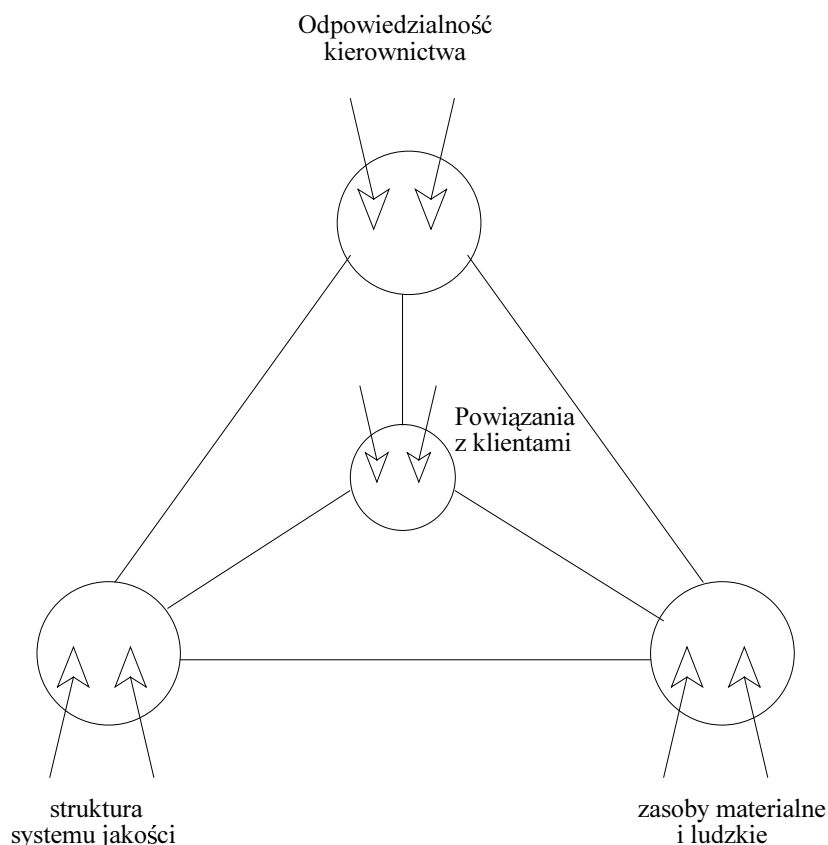 Odpowiedzialność
kierownictwa
Powiązania
z klientami
struktura
systemu jakości
zasoby materialne
i ludzkie